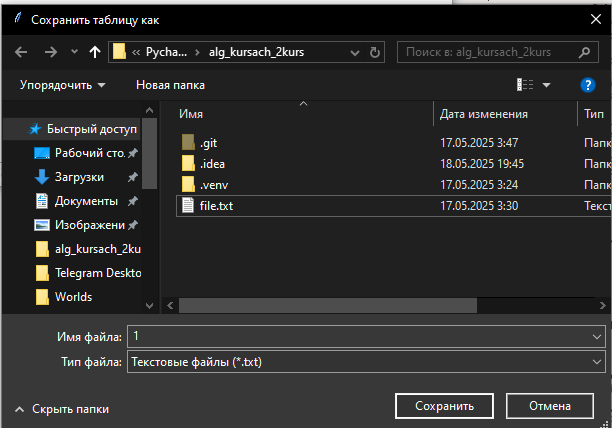 Сохранить таблицу как
Pycha... alg_kursach_2kurs Поиск в: alg_kursach_2kurs
Упорядочить Новая папка
Имя Дата изменения Тип
Быстрый доступ
Рабочий сто.
Загрузки
Документы
Изображени
alg_kursach_2ku
Telegram Deskto
Worlds
.git 17.05.2025 3:47 Папк
.idea 18.05.2025 19:45 Папк
.venv 17.05.2025 3:24 Папк
file.txt 17.05.2025 3:30 Текс
Имя файла: 1
Тип файла: Текстовые файлы (*.txt)
Скрыть папки Сохранить Отмена